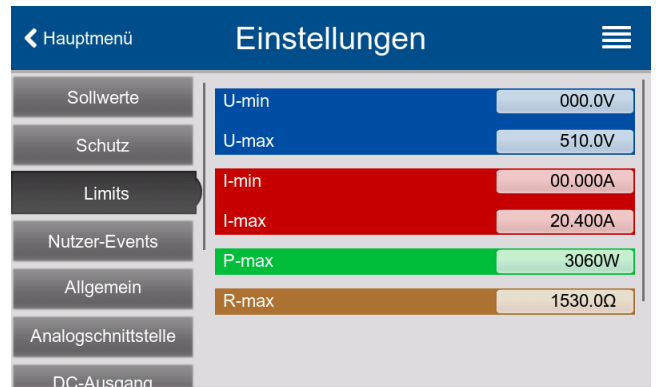 Hauptmenü
Einstellungen
Sollwerte
Schutz
Limits
Nutzer-Events
Allgemein
Analogschnittstelle
DC-Ausgang
U-min 000.0V
U-max 510.0V
I-min 00.000A
I-max 20.400A
P-max 3060W
R-max 1530.0Ω